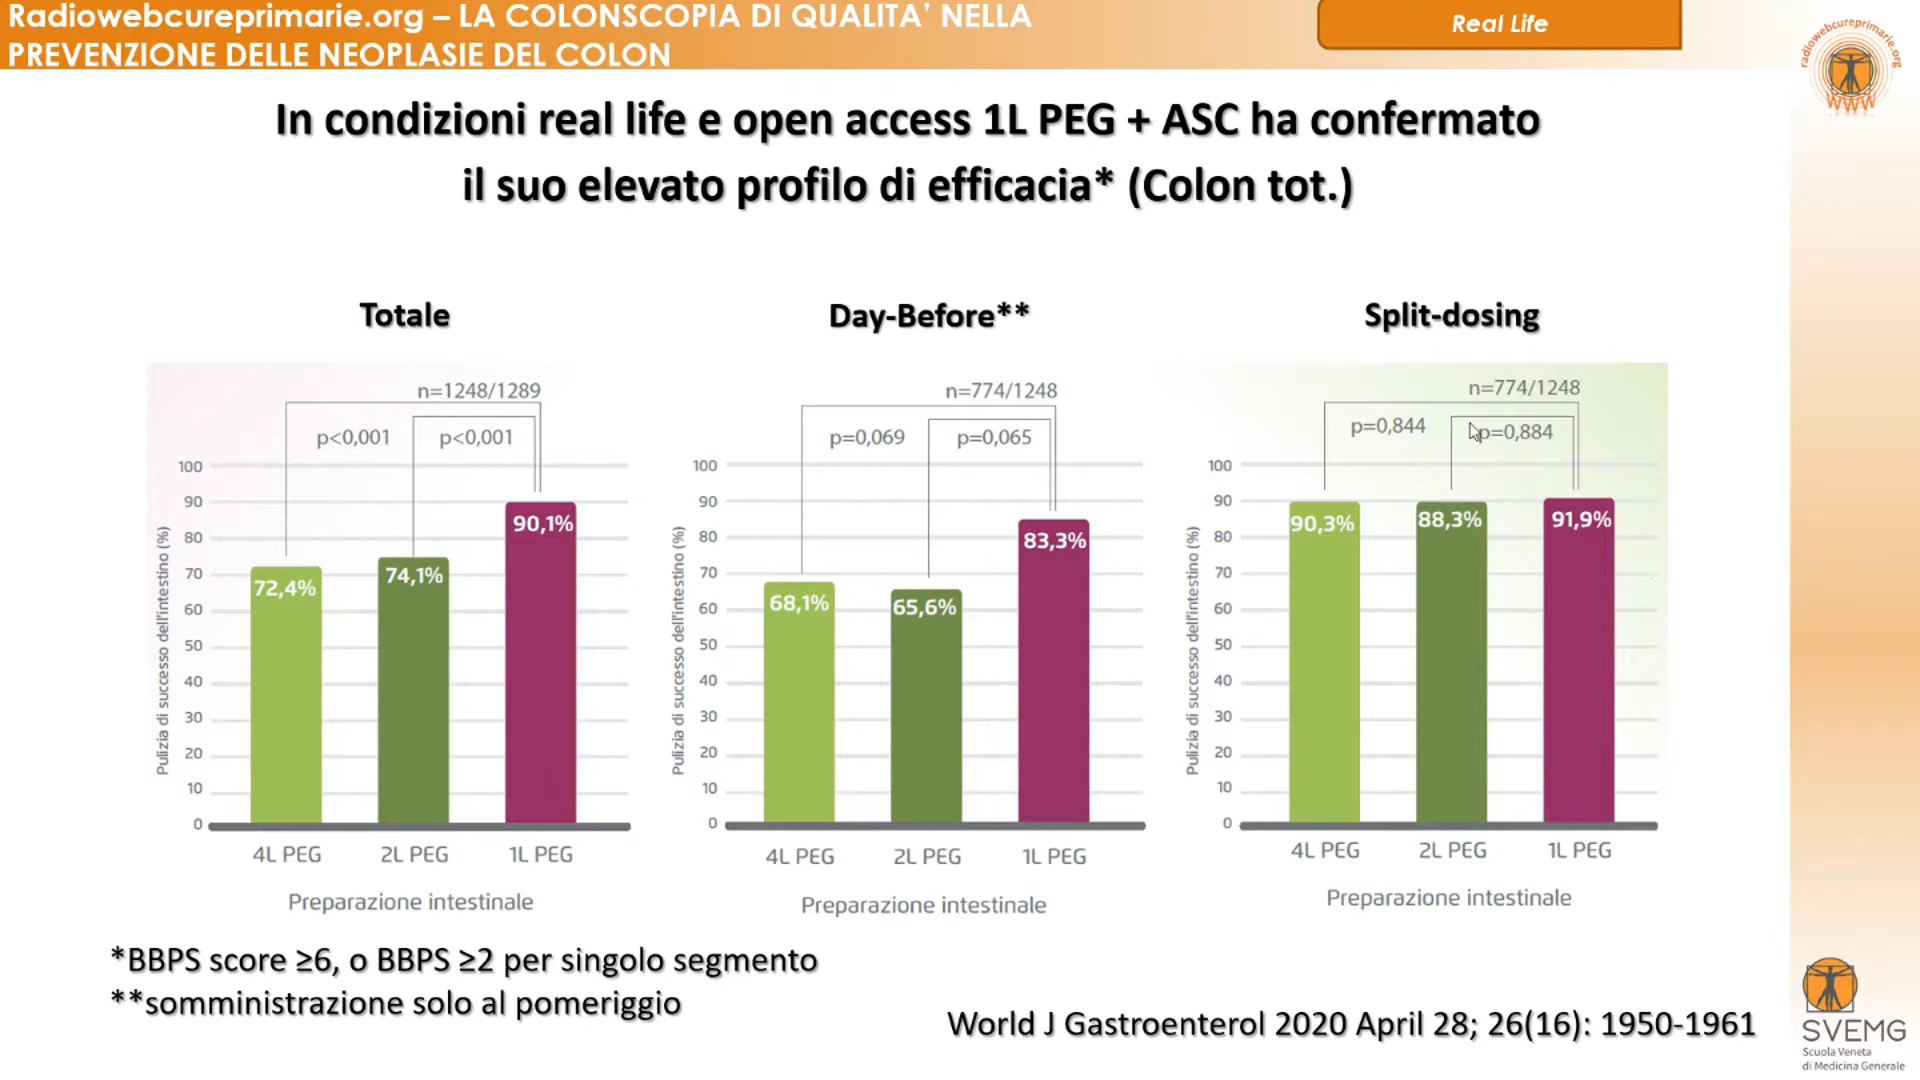 Radiowebcureprimarie.org – LA COLONSCOPIA DI QUALITA’ NELLA
PREVENZIONE DELLE NEOPLASIE DEL COLON
Real Life
radiowebcureprimarie.org
WWW
In condizioni real life e open access 1L PEG + ASC ha confermato
il suo elevato profilo di efficacia* (Colon tot.)
Totale
n=1248/1289
p<0,001
p<0,001
100
90
80
70
60
50
40
30
20
10
0
Pulizia di successo dell'intestino (%)
72,4%
74,1%
90,1%
4L PEG
2L PEG
1L PEG
Preparazione intestinale
Day-Before**
n=774/1248
p=0,069
p=0,065
100
90
80
70
60
50
40
30
20
10
0
Pulizia di successo dell'intestino (%)
68,1%
65,6%
83,3%
4L PEG
2L PEG
1L PEG
Preparazione intestinale
Split-dosing
n=774/1248
p=0,844
p=0,884
100
90
80
70
60
50
40
30
20
10
0
Pulizia di successo dell'intestino (%)
90,3%
88,3%
91,9%
4L PEG
2L PEG
1L PEG
Preparazione intestinale
*BBPS score ≥6, o BBPS ≥2 per singolo segmento
**somministrazione solo al pomeriggio
World J Gastroenterol 2020 April 28; 26(16): 1950-1961
SVEMG
Scuola Veneta
di Medicina Generale